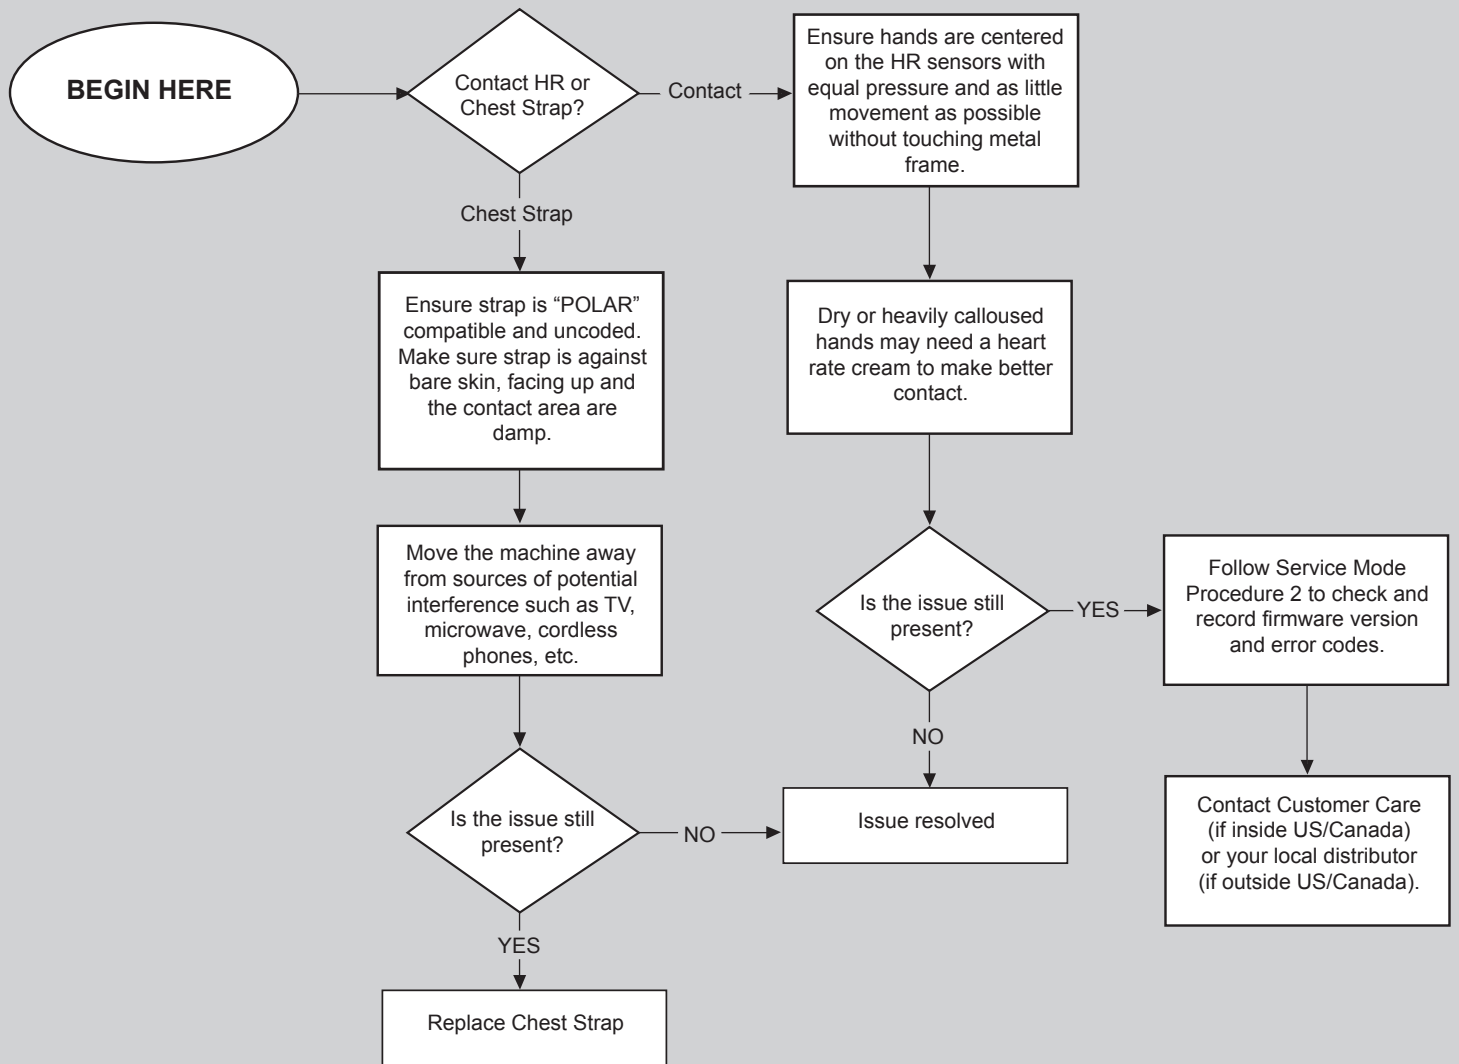 BEGIN HERE
Contact HR or
Chest Strap?
Contact
Ensure hands are centered
on the HR sensors with
equal pressure and as little
movement as possible
without touching metal
frame.
Chest Strap
Ensure strap is “POLAR”
compatible and uncoded.
Make sure strap is against
bare skin, facing up and
the contact area are
damp.
Dry or heavily calloused
hands may need a heart
rate cream to make better
contact.
Move the machine away
from sources of potential
interference such as TV,
microwave, cordless
phones, etc.
Is the issue still
present?
YES
Follow Service Mode
Procedure 2 to check and
record firmware version
and error codes.
NO
Is the issue still
present?
NO
Issue resolved
Contact Customer Care
(if inside US/Canada)
or your local distributor
(if outside US/Canada).
YES
Replace Chest Strap